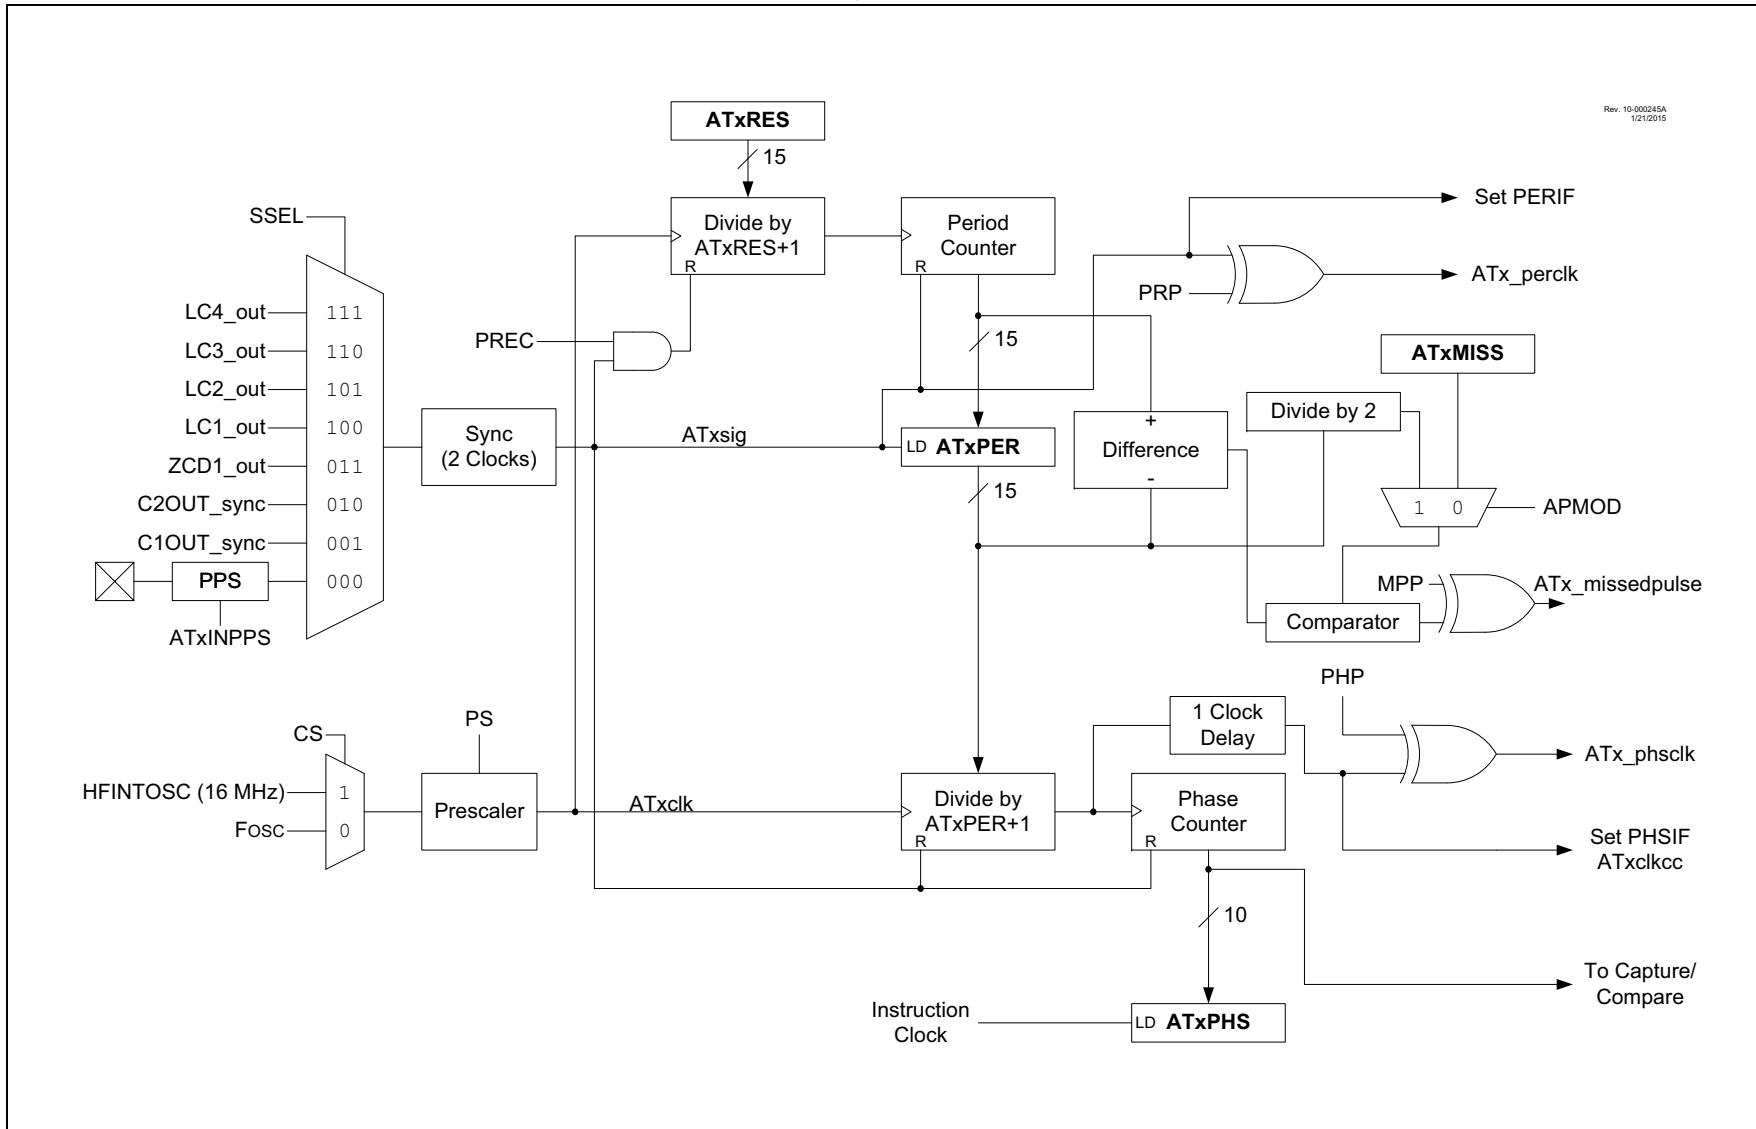 Rev. 10-000245A
1/21/2015
ATxRES
15
SSEL
Divide by
ATxRES+1
R
Period
Counter
R
Set PERIF
ATx_perclk
PRP
LC4_out
111
LC3_out
110
LC2_out
101
LC1_out
100
ZCD1_out
011
C2OUT_sync
010
C1OUT_sync
001
PPS
000
ATxINPPS
PREC
15
ATxMISS
Sync
(2 Clocks)
ATxsig
LD ATxPER
15
+
Difference
-
Divide by 2
1 0
APMOD
MPP
ATx_missedpulse
Comparator
PHP
1 Clock
Delay
ATx_phsclk
CS
PS
HFINTOSC (16 MHz)
1
FOSC
0
Prescaler
ATxclk
Divide by
ATxPER+1
R
Phase
Counter
R
Set PHSIF
ATxclkcc
10
To Capture/
Compare
Instruction
Clock
LD ATxPHS